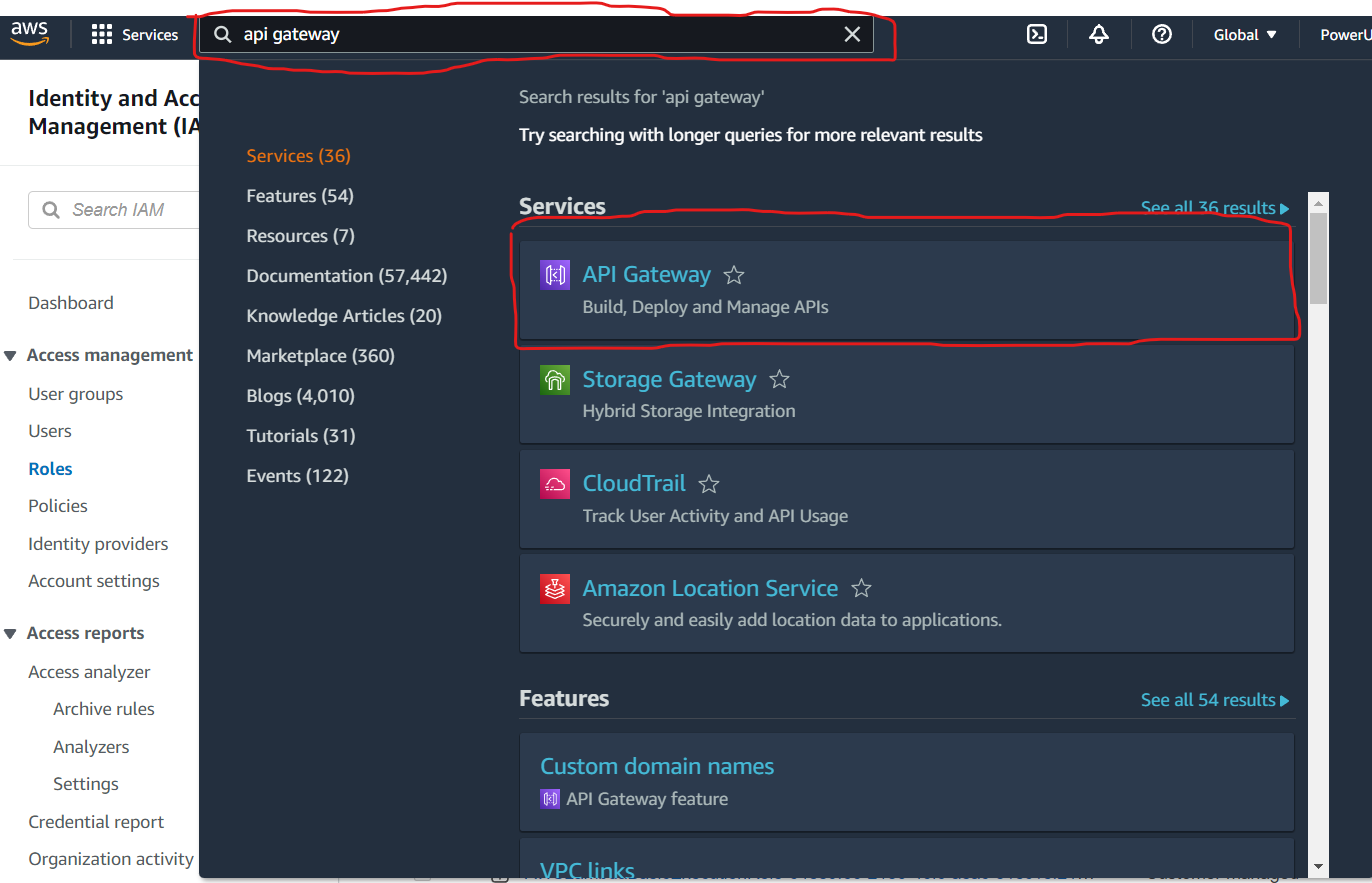 aws
Services
api gateway
Global
PowerU
Identity and Acc
Management (IA
Search IAM
Dashboard
Access management
User groups
Users
Roles
Policies
Identity providers
Account settings
Access reports
Access analyzer
Archive rules
Analyzers
Settings
Credential report
Organization activity
Services (36)
Features (54)
Resources (7)
Documentation (57,442)
Knowledge Articles (20)
Marketplace (360)
Blogs (4,010)
Tutorials (31)
Events (122)
Search results for 'api gateway'
Try searching with longer queries for more relevant results
Services
See all 36 results
API Gateway
Build, Deploy and Manage APIs
Storage Gateway
Hybrid Storage Integration
CloudTrail
Track User Activity and API Usage
Amazon Location Service
Securely and easily add location data to applications.
Features
See all 54 results
Custom domain names
API Gateway feature
VPC links